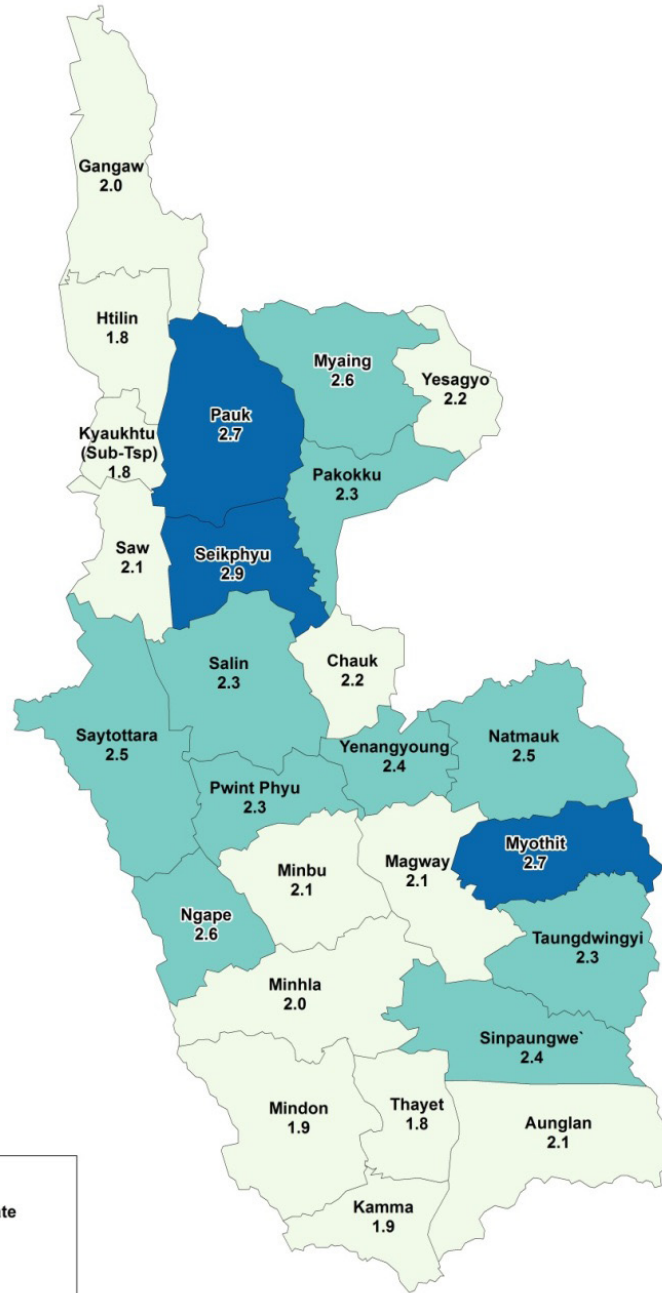 Gangaw
2.0
Htilin
1.8
Myaing
2.6
Yesagyo
2.2
Pauk
2.7
Kyaukhtu
(Sub-Tsp)
1.8
Pakokku
2.3
Saw
2.1
Seikphyu
2.9
Salin
2.3
Chauk
2.2
Saytottara
2.5
Yenangyoung
2.4
Natmauk
2.5
Pwint Phyu
2.3
Myothit
2.7
Minbu
2.1
Magway
2.1
Ngape
2.6
Taungdwingyi
2.3
Minhla
2.0
Sinpaungwe`
2.4
Mindon
1.9
Thayet
1.8
Aunglan
2.1
Kamma
1.9